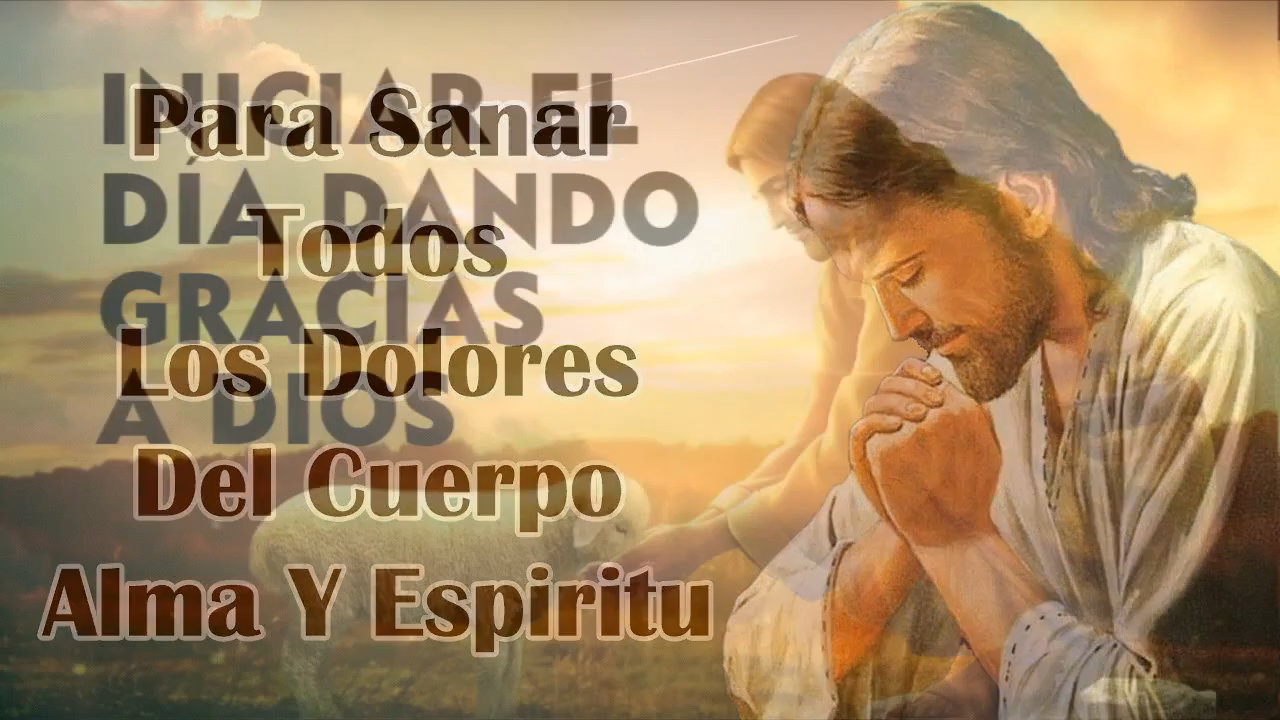 INICIAR EL
DÍA DANDO
GRACIAS
A DIOS
Para Sanar
Todos
Los Dolores
Del Cuerpo
Alma Y Espiritu